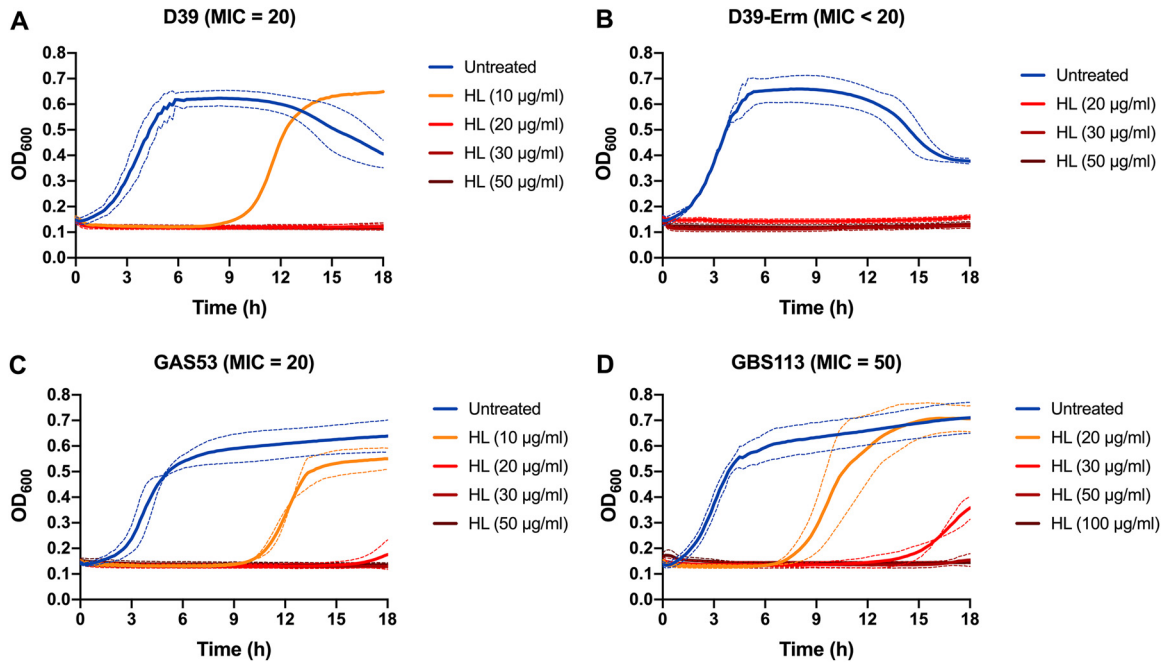 A
D39 (MIC = 20)
OD600
0.8
0.7
0.6
0.5
0.4
0.3
0.2
0.1
0.0
0 3 6 9 12 15 18
Time (h)
Untreated
HL (10 µg/ml)
HL (20 µg/ml)
HL (30 µg/ml)
HL (50 µg/ml)
B
D39-Erm (MIC < 20)
OD600
0.8
0.7
0.6
0.5
0.4
0.3
0.2
0.1
0.0
0 3 6 9 12 15 18
Time (h)
Untreated
HL (20 µg/ml)
HL (30 µg/ml)
HL (50 µg/ml)
C
GAS53 (MIC = 20)
OD600
0.8
0.7
0.6
0.5
0.4
0.3
0.2
0.1
0.0
0 3 6 9 12 15 18
Time (h)
Untreated
HL (10 µg/ml)
HL (20 µg/ml)
HL (30 µg/ml)
HL (50 µg/ml)
D
GBS113 (MIC = 50)
OD600
0.8
0.7
0.6
0.5
0.4
0.3
0.2
0.1
0.0
0 3 6 9 12 15 18
Time (h)
Untreated
HL (20 µg/ml)
HL (30 µg/ml)
HL (50 µg/ml)
HL (100 µg/ml)